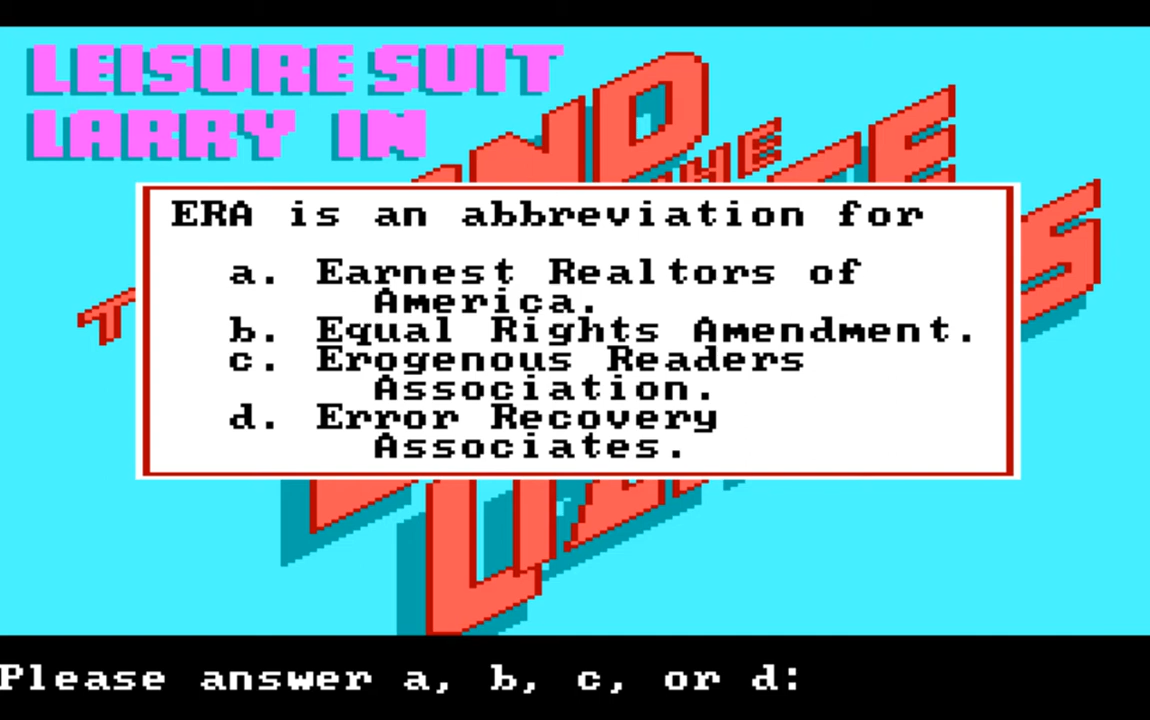 LEISURE SUIT
LARRY IN
ERA is an abbreviation for
a. Earnest Realtors of
America.
b. Equal Rights Amendment.
c. Erogenous Readers
Association.
d. Error Recovery
Associates.
Please answer a, b, c, or d: